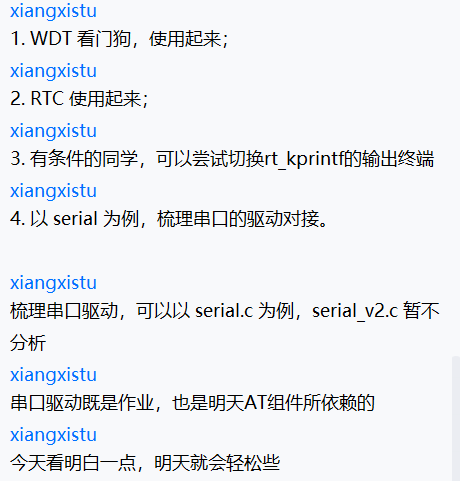 xiangxistu
1. WDT 看门狗，使用起来；
xiangxistu
2. RTC 使用起来；
xiangxistu
3. 有条件的同学，可以尝试切换rt_kprintf的输出终端
xiangxistu
4. 以 serial 为例，梳理串口的驱动对接。
xiangxistu
梳理串口驱动，可以以 serial.c 为例，serial_v2.c 暂不
分析
xiangxistu
串口驱动既是作业，也是明天AT组件所依赖的
xiangxistu
今天看明白一点，明天就会轻松些